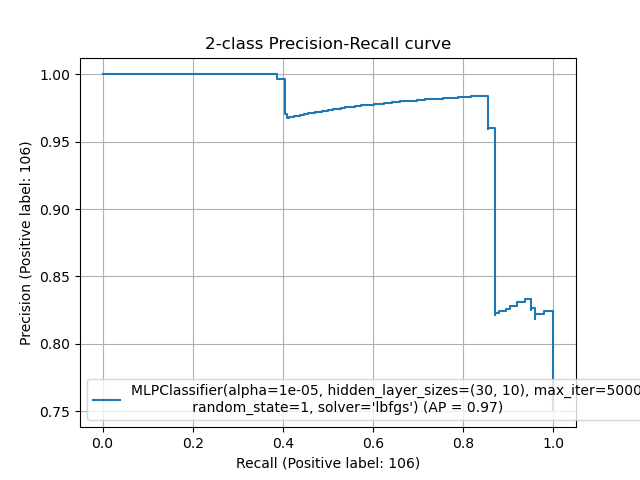 2-class Precision-Recall curve
1.00
0.95
0.90
0.85
0.80
0.75
Precision (Positive label: 106)
MLPClassifier(alpha=1e-05, hidden_layer_sizes=(30, 10), max_iter=5000
random_state=1, solver='lbfgs') (AP = 0.97)
0.0 0.2 0.4 0.6 0.8 1.0
Recall (Positive label: 106)